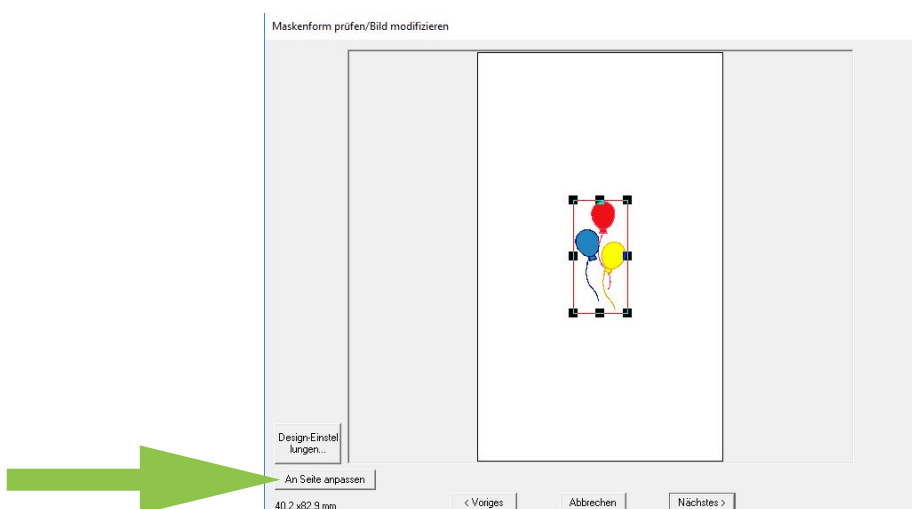 Maskenform prüfen/Bild modifizieren
Design-Einstel
lungen...
An Seite anpassen
40.2 x82.9 mm
< Voriges
Abbrechen
Nächstes >